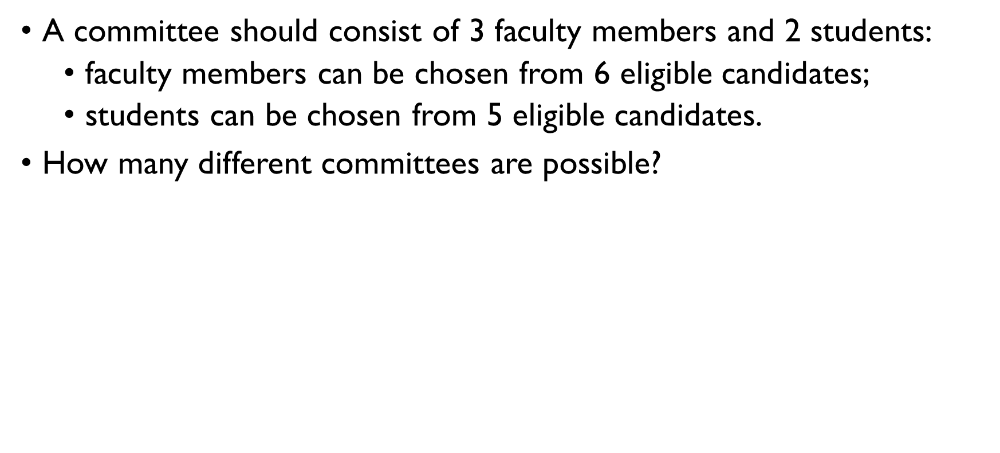 • A committee should consist of 3 faculty members and 2 students:
• faculty members can be chosen from 6 eligible candidates;
• students can be chosen from 5 eligible candidates.
• How many different committees are possible?